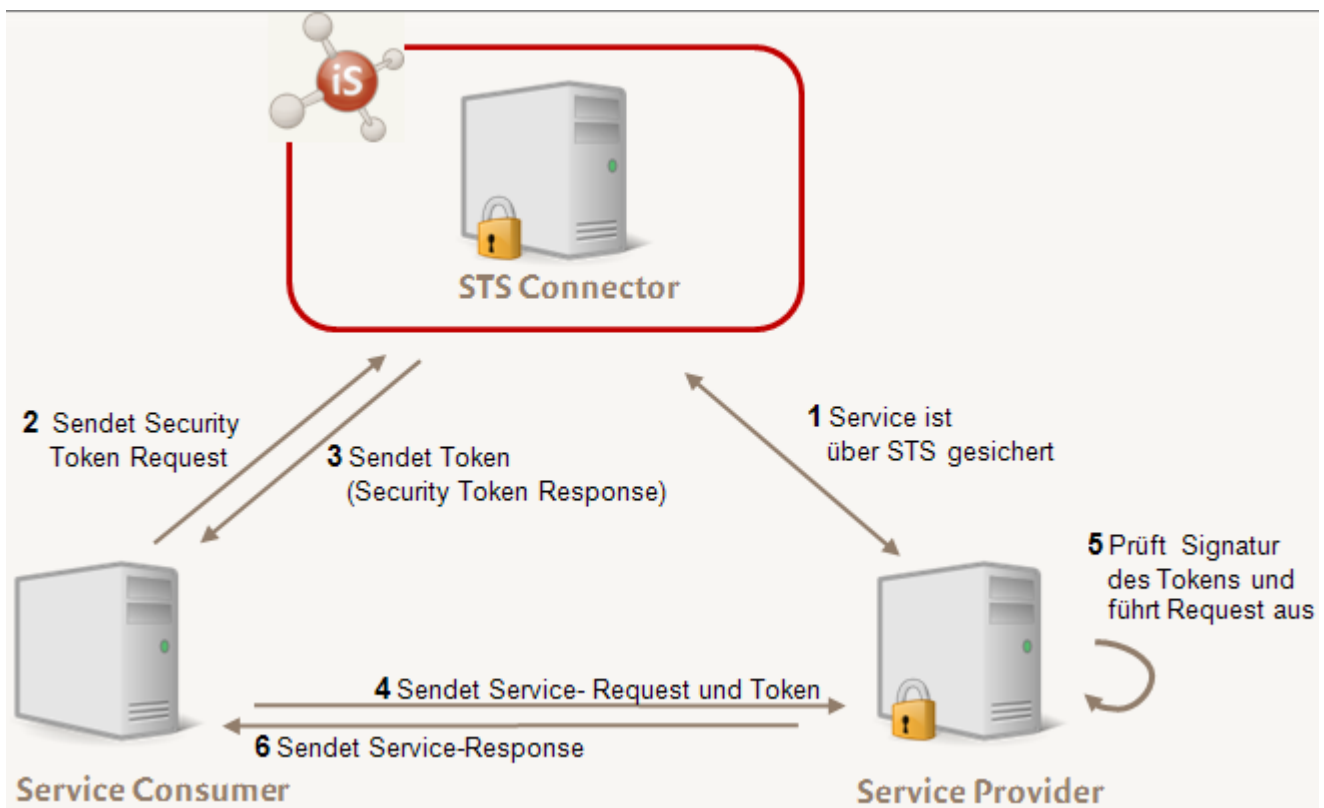 iS
STS Connector
2 Sendet Security
Token Request
3 Sendet Token
(Security Token Response)
1 Service ist
über STS gesichert
5 Prüft Signatur
des Tokens und
führt Request aus
4 Sendet Service- Request und Token
6 Sendet Service-Response
Service Consumer
Service Provider